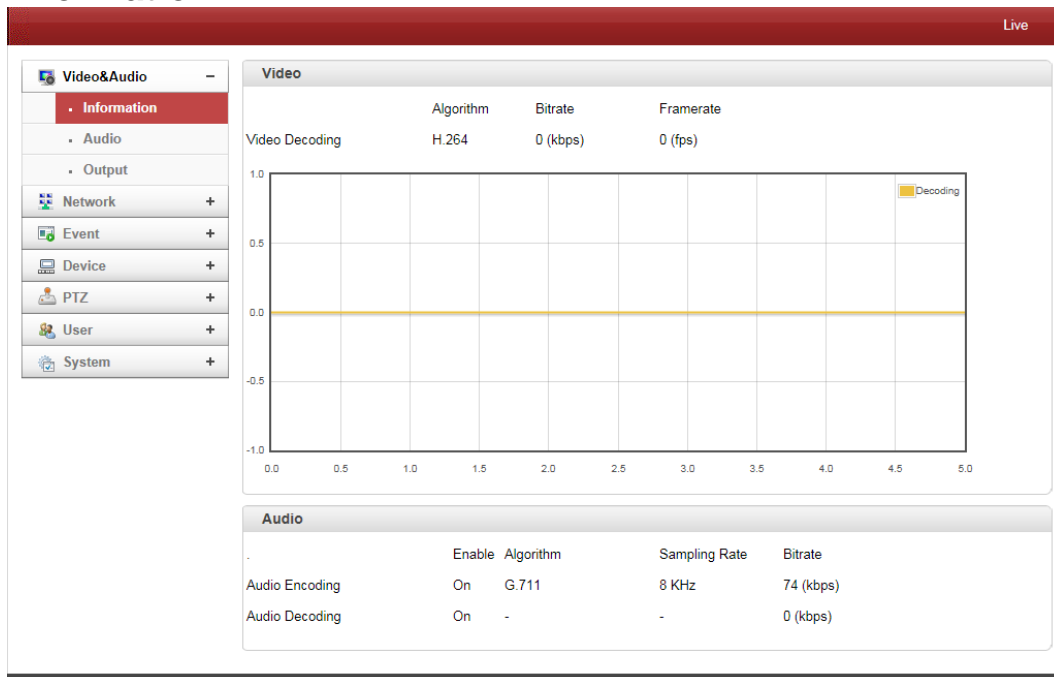 Live
Video&Audio −
Information
Audio
Output
Network +
Event +
Device +
PTZ +
User +
System +
Video
Algorithm Bitrate Framerate
Video Decoding H.264 0 (kbps) 0 (fps)
1.0
Decoding
0.5
0.0
-0.5
-1.0
0.0 0.5 1.0 1.5 2.0 2.5 3.0 3.5 4.0 4.5 5.0
Audio
. Enable Algorithm Sampling Rate Bitrate
Audio Encoding On G.711 8 KHz 74 (kbps)
Audio Decoding On - - 0 (kbps)